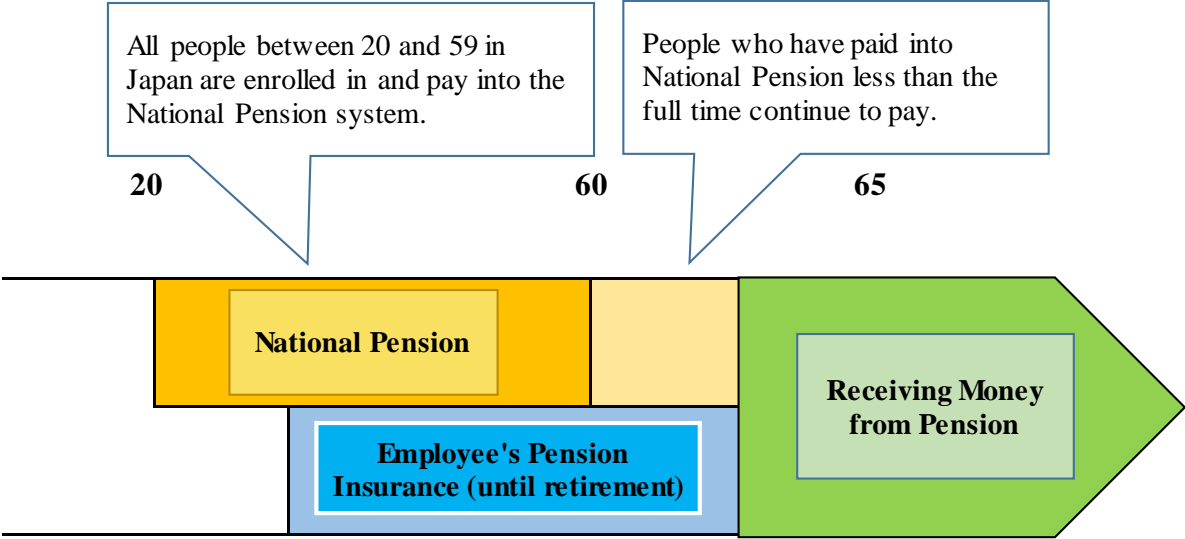 All people between 20 and 59 in
Japan are enrolled in and pay into the
National Pension system.
People who have paid into
National Pension less than the
full time continue to pay.
20
60
65
National Pension
Employee's Pension
Insurance (until retirement)
Receiving Money
from Pension